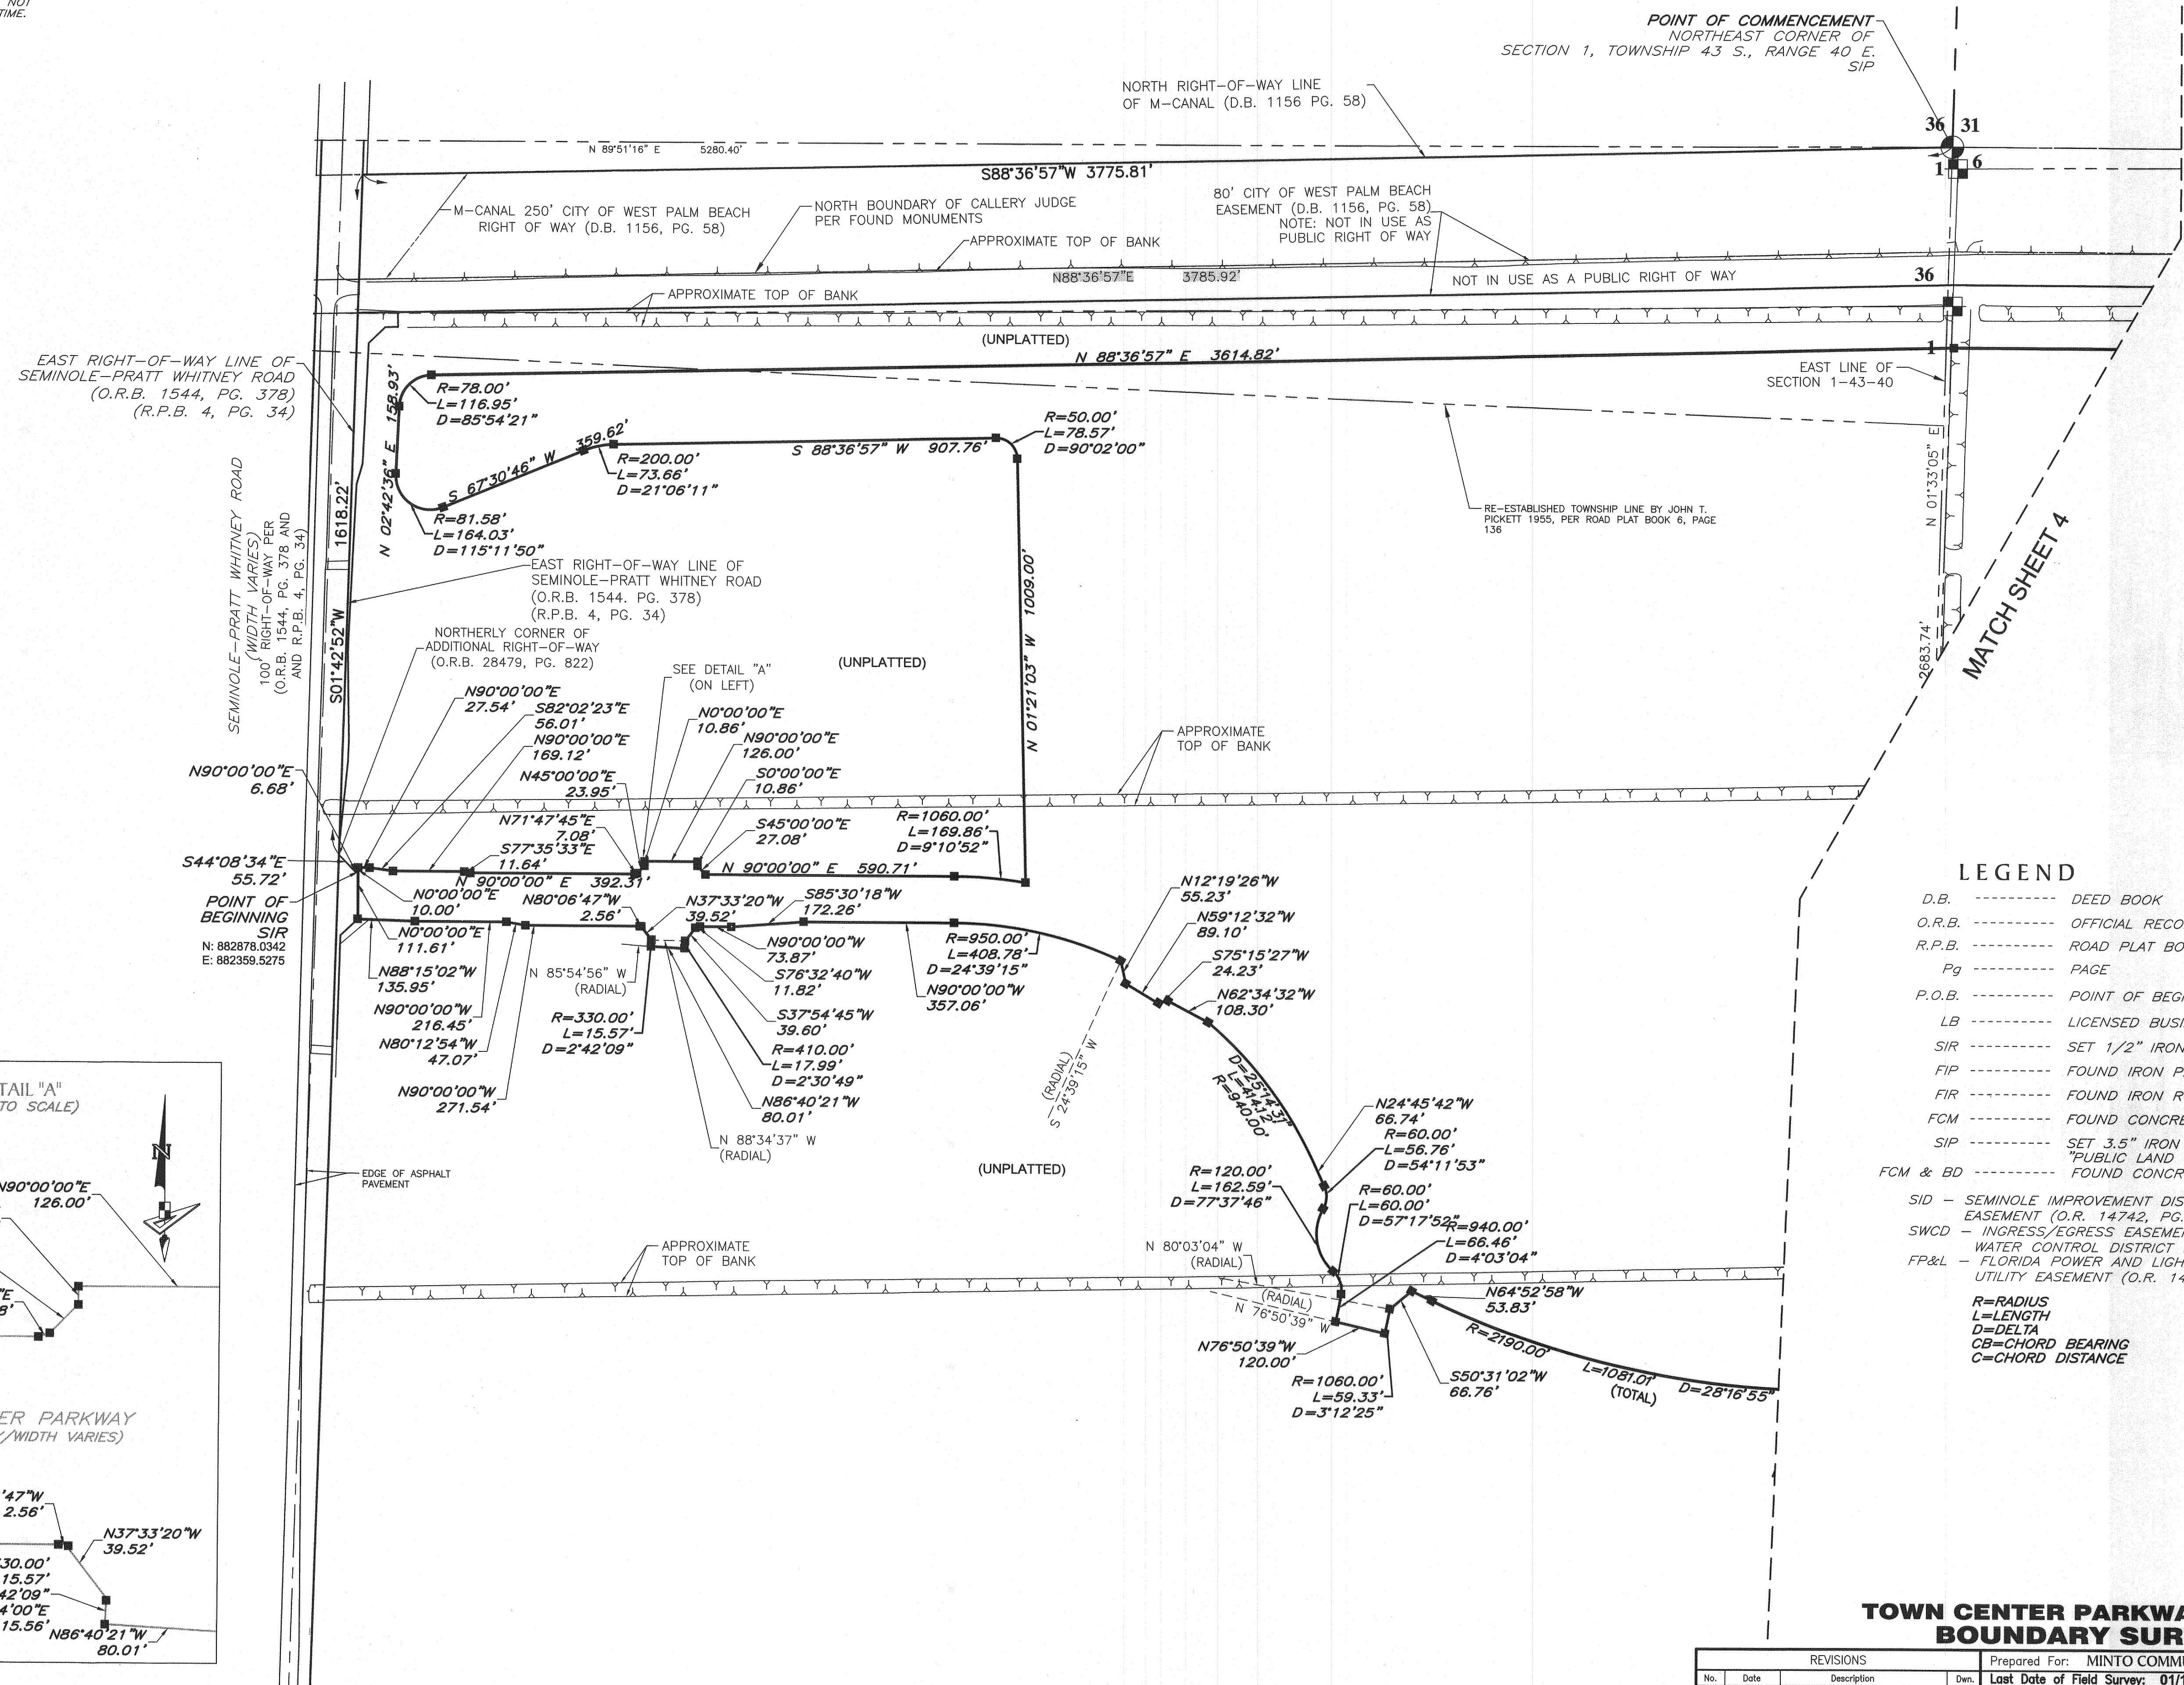 NOT
TIME.
POINT OF COMMENCEMENT
NORTHEAST CORNER OF
SECTION 1, TOWNSHIP 43 S., RANGE 40 E.
SIP
NORTH RIGHT-OF-WAY LINE
OF M-CANAL (D.B. 1156 PG. 58)
36 31
1 6
N 89°51'16" E 5280.40'
S88°36'57"W 3775.81'
M-CANAL 250' CITY OF WEST PALM BEACH
RIGHT OF WAY (D.B. 1156, PG. 58)
NORTH BOUNDARY OF CALLERY JUDGE
PER FOUND MONUMENTS
80' CITY OF WEST PALM BEACH
EASEMENT (D.B. 1156, PG. 58)
NOTE: NOT IN USE AS
PUBLIC RIGHT OF WAY
APPROXIMATE TOP OF BANK
N88°36'57"E 3785.92'
NOT IN USE AS A PUBLIC RIGHT OF WAY
36
APPROXIMATE TOP OF BANK
(UNPLATTED)
N 88°36'57" E 3614.82'
1
EAST LINE OF
SECTION 1-43-40
EAST RIGHT-OF-WAY LINE OF
SEMINOLE-PRATT WHITNEY ROAD
(O.R.B. 1544, PG. 378)
(R.P.B. 4, PG. 34)
N 02°42'36" E 158.93'
R=78.00'
L=116.95'
D=85°54'21"
S 67°30'46" W 359.62'
R=200.00'
L=73.66'
D=21°06'11"
S 88°36'57" W 907.76'
R=50.00'
L=78.57'
D=90°02'00"
R=81.58'
L=164.03'
D=115°11'50"
RE-ESTABLISHED TOWNSHIP LINE BY JOHN T.
PICKETT 1955, PER ROAD PLAT BOOK 6, PAGE
136
N 01°33'05" E
2683.74'
MATCH SHEET 4
SEMINOLE-PRATT WHITNEY ROAD
(WIDTH VARIES)
100' RIGHT-OF-WAY PER
(O.R.B. 1544, PG. 378 AND
AND R.P.B. 4, PG. 34)
S01°42'52"W 1618.22'
EAST RIGHT-OF-WAY LINE OF
SEMINOLE-PRATT WHITNEY ROAD
(O.R.B. 1544. PG. 378)
(R.P.B. 4, PG. 34)
N 01°21'03" W 1009.00'
NORTHERLY CORNER OF
ADDITIONAL RIGHT-OF-WAY
(O.R.B. 28479, PG. 822)
SEE DETAIL "A"
(ON LEFT)
(UNPLATTED)
N90°00'00"E
27.54'
S82°02'23"E
56.01'
N90°00'00"E
169.12'
N45°00'00"E
23.95'
N0°00'00"E
10.86'
N90°00'00"E
126.00'
S0°00'00"E
10.86'
APPROXIMATE
TOP OF BANK
N90°00'00"E
6.68'
N71°47'45"E
7.08'
S77°35'33"E
11.64'
S45°00'00"E
27.08'
R=1060.00'
L=169.86'
D=9°10'52"
S44°08'34"E
55.72'
N 90°00'00" E 392.31'
N 90°00'00" E 590.71'
POINT OF
BEGINNING
SIR
N: 882878.0342
E: 882359.5275
N0°00'00"E
10.00'
N0°00'00"E
111.61'
N80°06'47"W
2.56'
N37°33'20"W
39.52'
S85°30'18"W
172.26'
N12°19'26"W
55.23'
N59°12'32"W
89.10'
S75°15'27"W
24.23'
N62°34'32"W
108.30'
N88°15'02"W
135.95'
N90°00'00"W
216.45'
N80°12'54"W
47.07'
N90°00'00"W
271.54'
N 85°54'56" W
(RADIAL)
R=330.00'
L=15.57'
D=2°42'09"
N90°00'00"W
73.87'
S76°32'40"W
11.82'
S37°54'45"W
39.60'
R=410.00'
L=17.99'
D=2°30'49"
N86°40'21"W
80.01'
N 88°34'37" W
(RADIAL)
R=950.00'
L=408.78'
D=24°39'15"
N90°00'00"W
357.06'
(RADIAL)
S 24°39'15" W
D=25°14'31"
L=414.12'
R=940.00'
N24°45'42"W
66.74'
R=60.00'
L=56.76'
D=54°11'53"
R=120.00'
L=162.59'
D=77°37'46"
R=60.00'
L=60.00'
D=57°17'52"
R=940.00'
L=66.46'
D=4°03'04"
N 80°03'04" W
(RADIAL)
(RADIAL)
N 76°50'39" W
N76°50'39"W
120.00'
R=1060.00'
L=59.33'
D=3°12'25"
S50°31'02"W
66.76'
N64°52'58"W
53.83'
R=2190.00'
L=1081.01'
(TOTAL)
D=28°16'55"
(UNPLATTED)
EDGE OF ASPHALT
PAVEMENT
APPROXIMATE
TOP OF BANK
LEGEND
D.B. ---------- DEED BOOK
O.R.B. ---------- OFFICIAL RECO
R.P.B. ---------- ROAD PLAT BO
Pg ---------- PAGE
P.O.B. ---------- POINT OF BEGI
LB ---------- LICENSED BUSI
SIR ---------- SET 1/2" IRON
FIP ---------- FOUND IRON P
FIR ---------- FOUND IRON R
FCM ---------- FOUND CONCRE
SIP ---------- SET 3.5" IRON
"PUBLIC LAND
FCM & BD ---------- FOUND CONCR
SID - SEMINOLE IMPROVEMENT DIS
EASEMENT (O.R. 14742, PG.
SWCD - INGRESS/EGRESS EASEME
WATER CONTROL DISTRICT
FP&L - FLORIDA POWER AND LIGH
UTILITY EASEMENT (O.R. 14
R=RADIUS
L=LENGTH
D=DELTA
CB=CHORD BEARING
C=CHORD DISTANCE
TAIL "A"
TO SCALE)
N
N90°00'00"E
126.00'
"E
8'
ER PARKWAY
/WIDTH VARIES)
'47"W
2.56'
N37°33'20"W
39.52'
30.00'
15.57'
42'09"
4'00"E
15.56'
N86°40'21"W
80.01'
TOWN CENTER PARKWA
BOUNDARY SUR
REVISIONS
No. Date Description Dwn.
Prepared For: MINTO COMMU
Last Date of Field Survey: 01/1